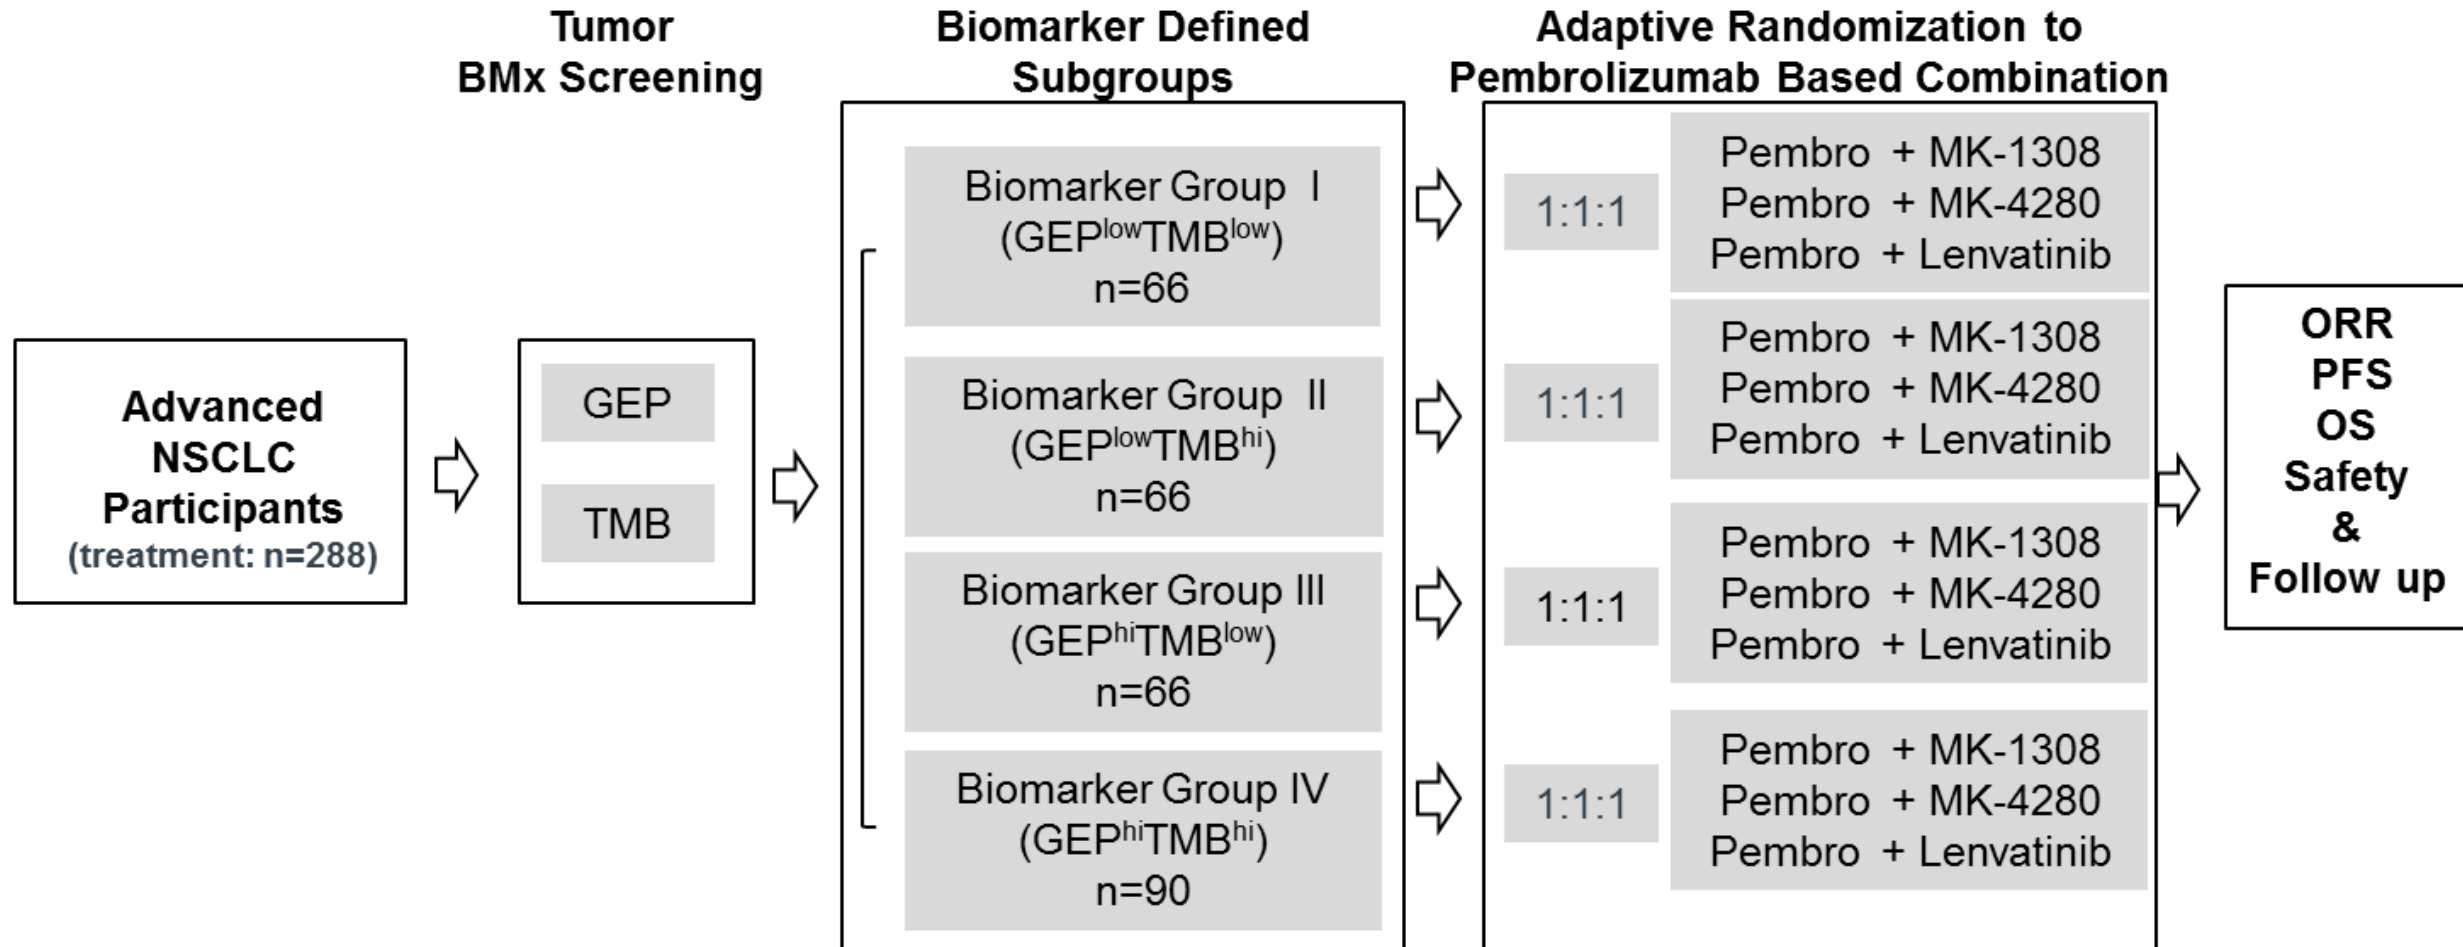 Tumor
BMx Screening
Biomarker Defined
Subgroups
Adaptive Randomization to
Pembrolizumab Based Combination
Advanced
NSCLC
Participants
(treatment: n=288)
GEP
TMB
Biomarker Group I
(GEPlowTMBlow)
n=66
1:1:1
Pembro + MK-1308
Pembro + MK-4280
Pembro + Lenvatinib
Biomarker Group II
(GEPlowTMBhi)
n=66
1:1:1
Pembro + MK-1308
Pembro + MK-4280
Pembro + Lenvatinib
Biomarker Group III
(GEPhiTMBlow)
n=66
1:1:1
Pembro + MK-1308
Pembro + MK-4280
Pembro + Lenvatinib
Biomarker Group IV
(GEPhiTMBhi)
n=90
1:1:1
Pembro + MK-1308
Pembro + MK-4280
Pembro + Lenvatinib
ORR
PFS
OS
Safety
&
Follow up